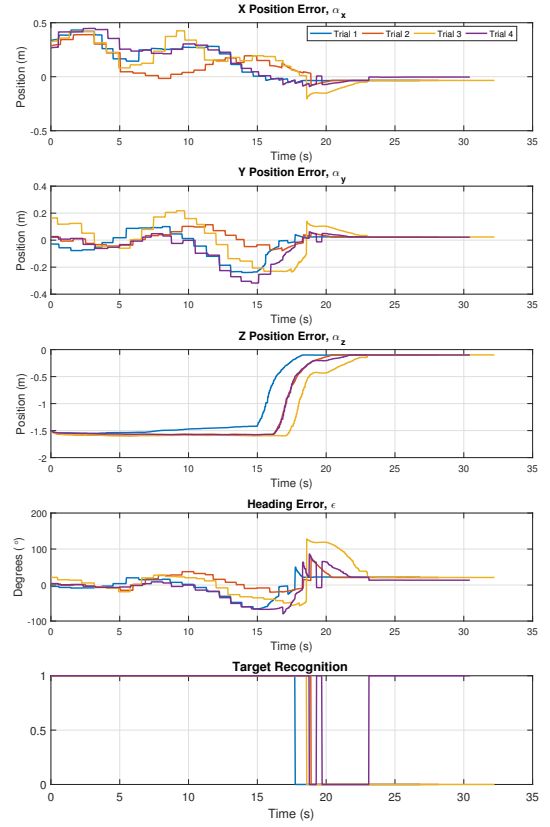 X Position Error, αx
Position (m)
0.5
0
-0.5
Trial 1 Trial 2 Trial 3 Trial 4
0 5 10 15 20 25 30 35
Time (s)
Y Position Error, αy
Position (m)
0.4
0.2
0
-0.2
-0.4
0 5 10 15 20 25 30 35
Time (s)
Z Position Error, αz
Position (m)
0
-0.5
-1
-1.5
-2
0 5 10 15 20 25 30 35
Time (s)
Heading Error, ϵ
Degrees (°)
200
100
0
-100
0 5 10 15 20 25 30 35
Time (s)
Target Recognition
1
0.5
0
0 5 10 15 20 25 30 35
Time (s)